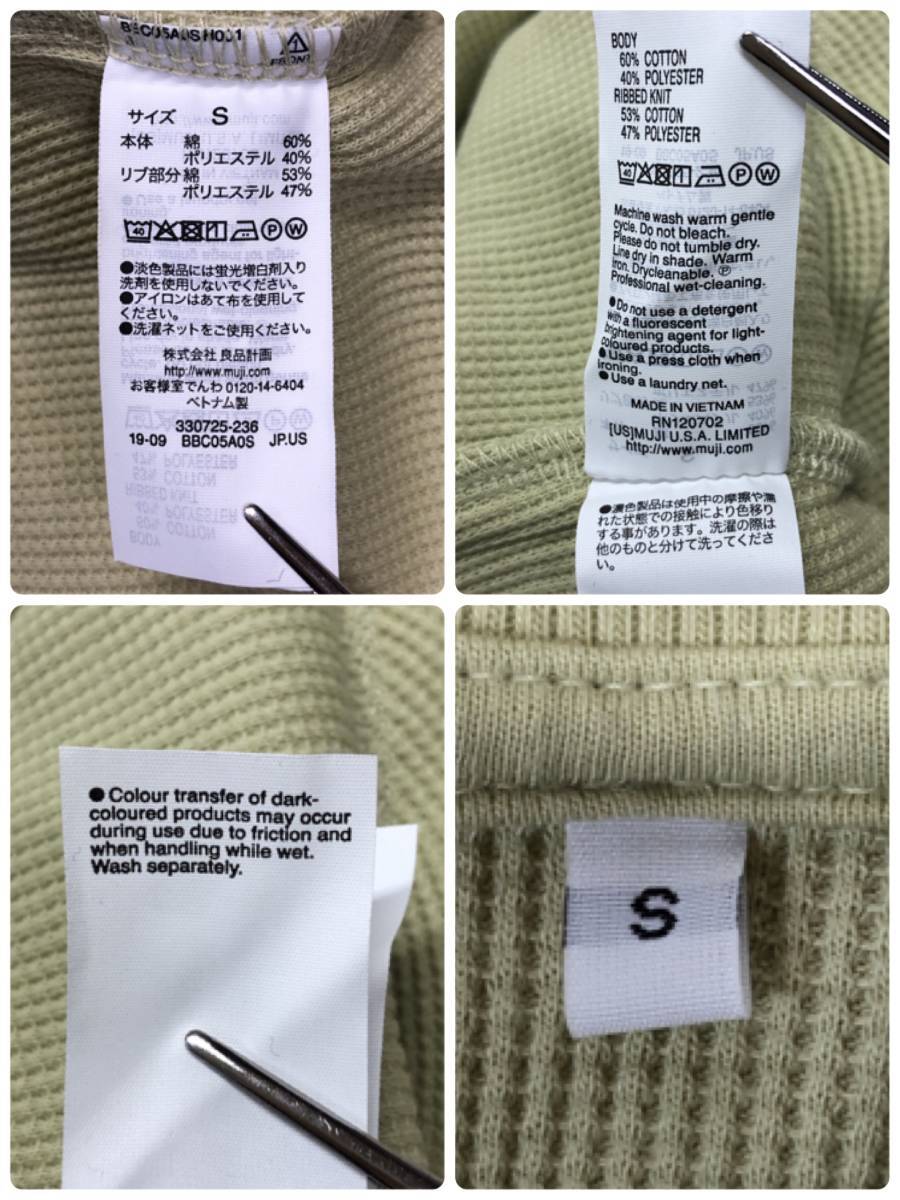 FRONT
サイズ S
本体 綿 60%
ポリエステル 40%
リブ部分 綿 53%
ポリエステル 47%
40
P W
●淡色製品には蛍光増白剤入り
洗剤を使用しないでください。
●アイロンはあて布を使用して
ください。
●洗濯ネットをご使用ください。
株式会社 良品計画
http://www.muji.com
お客様室でんわ 0120-14-6404
ベトナム製
330725-236
19-09 BBC05A0S JP.US
BODY
60% COTTON
40% POLYESTER
RIBBED KNIT
53% COTTON
47% POLYESTER
40
P W
Machine wash warm gentle
cycle. Do not bleach.
Please do not tumble dry.
Line dry in shade. Warm
iron. Drycleanable. Ⓟ
Professional wet-cleaning.
●Do not use a detergent
with a fluorescent
brightening agent for light-
coloured products.
●Use a press cloth when
ironing.
●Use a laundry net.
MADE IN VIETNAM
RN120702
[US]MUJI U.S.A. LIMITED
http://www.muji.com
●濃色製品は使用中の摩擦や濡
れた状態での接触により色移り
する事があります。洗濯の際は
他のものと分けて洗ってくださ
い。
●Colour transfer of dark-
coloured products may occur
during use due to friction and
when handling while wet.
Wash separately.
S